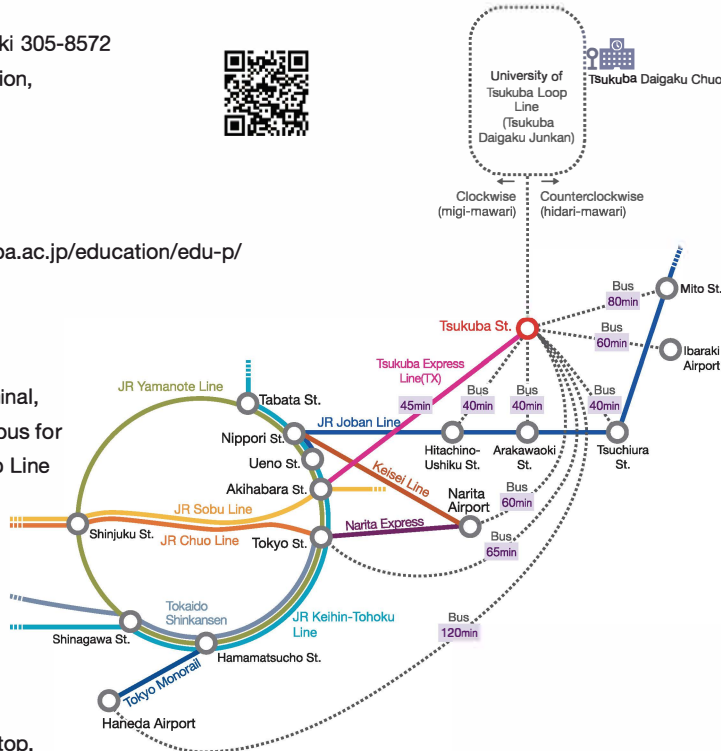 ki 305-8572
ion,
ba.ac.jp/education/edu-p/
inal,
bus for
o Line
top.
University of
Tsukuba Loop
Line
(Tsukuba
Daigaku Junkan)
Tsukuba Daigaku Chuo
Clockwise
(migi-mawari)
Counterclockwise
(hidari-mawari)
Bus
80min
Mito St.
Tsukuba St.
Bus
60min
Ibaraki
Airport
Tsukuba Express
Line(TX)
45min
Bus
40min
Bus
40min
Bus
40min
JR Yamanote Line
Tabata St.
JR Joban Line
Nippori St.
Hitachino-
Ushiku St.
Arakawaoki
St.
Tsuchiura
St.
Ueno St.
Keisei Line
Akihabara St.
Narita
Airport
Bus
60min
JR Sobu Line
Shinjuku St.
JR Chuo Line
Tokyo St.
Narita Express
Bus
65min
Tokaido
Shinkansen
JR Keihin-Tohoku
Line
Bus
120min
Shinagawa St.
Hamamatsucho St.
Tokyo Monorail
Haneda Airport